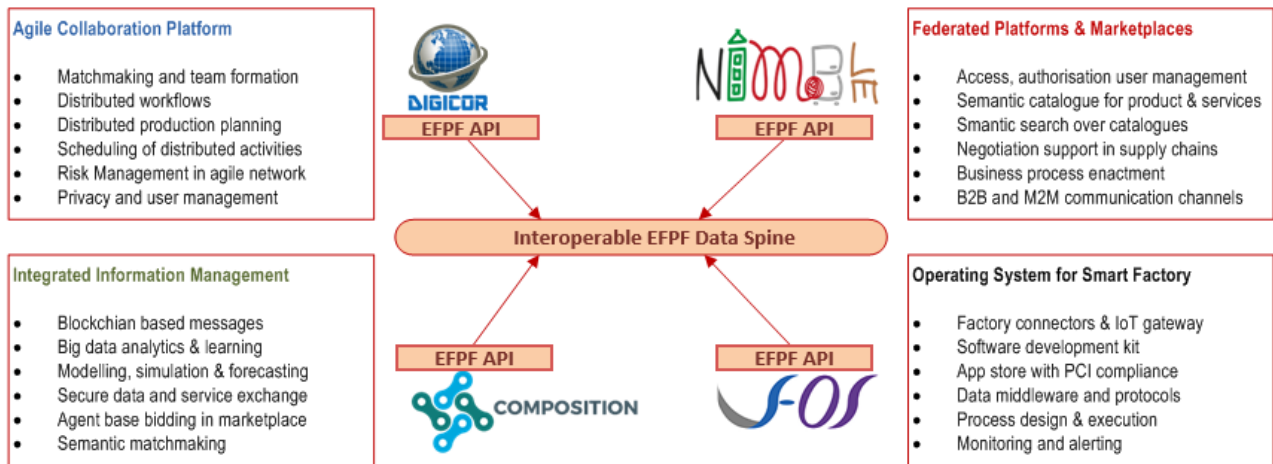 Agile Collaboration Platform
• Matchmaking and team formation
• Distributed workflows
• Distributed production planning
• Scheduling of distributed activities
• Risk Management in agile network
• Privacy and user management
DIGICOR
EFPF API
NIMBLE
EFPF API
Federated Platforms & Marketplaces
• Access, authorisation user management
• Semantic catalogue for product & services
• Smantic search over catalogues
• Negotiation support in supply chains
• Business process enactment
• B2B and M2M communication channels
Interoperable EFPF Data Spine
Integrated Information Management
• Blockchian based messages
• Big data analytics & learning
• Modelling, simulation & forecasting
• Secure data and service exchange
• Agent base bidding in marketplace
• Semantic matchmaking
EFPF API
COMPOSITION
EFPF API
vf-OS
Operating System for Smart Factory
• Factory connectors & IoT gateway
• Software development kit
• App store with PCI compliance
• Data middleware and protocols
• Process design & execution
• Monitoring and alerting